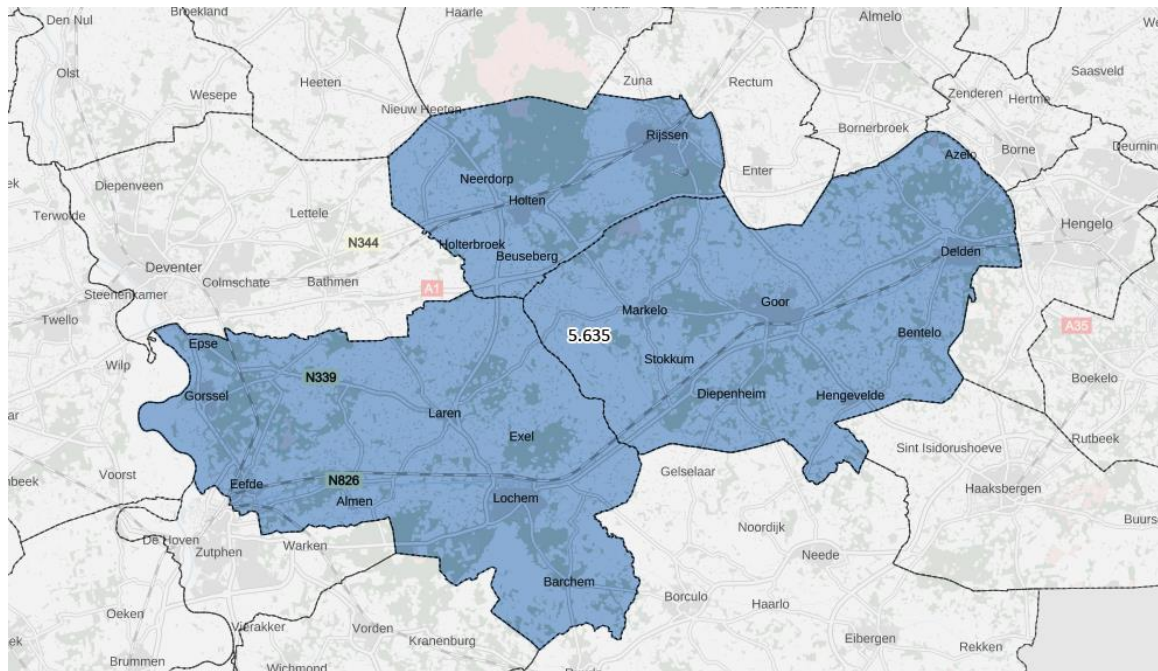 Broekland
Haarle
Almelo
Den Nul
Olst
Heeten
Zuna
Rectum
Saasveld
Wesepe
Nieuw Heeten
Zenderen
Hertme
Bornerbroek
Rijssen
Borne
Azelo
Enter
Diepenveen
Neerdorp
Holten
Terwolde
Lettele
N344
Holterbroek
Beuseberg
Hengelo
Delden
Deventer
Colmschate
Bathmen
Steenenkamer
A1
Goor
Markelo
Twello
5.635
A35
Bentelo
Epse
Stokkum
Wilp
N339
Boekelo
Gorssel
Diepenheim
Hengevelde
Laren
Exel
Rutbeek
Sint Isidorushoeve
Voorst
Gelselaar
Eefde
N826
Haaksbergen
Almen
Lochem
Noordijk
De Hoven
Zutphen
Warken
Neede
Barchem
Borculo
Haarlo
Oeken
Vierakker
Vorden
Kranenburg
Eibergen
Rekken
Brummen
Wichmond